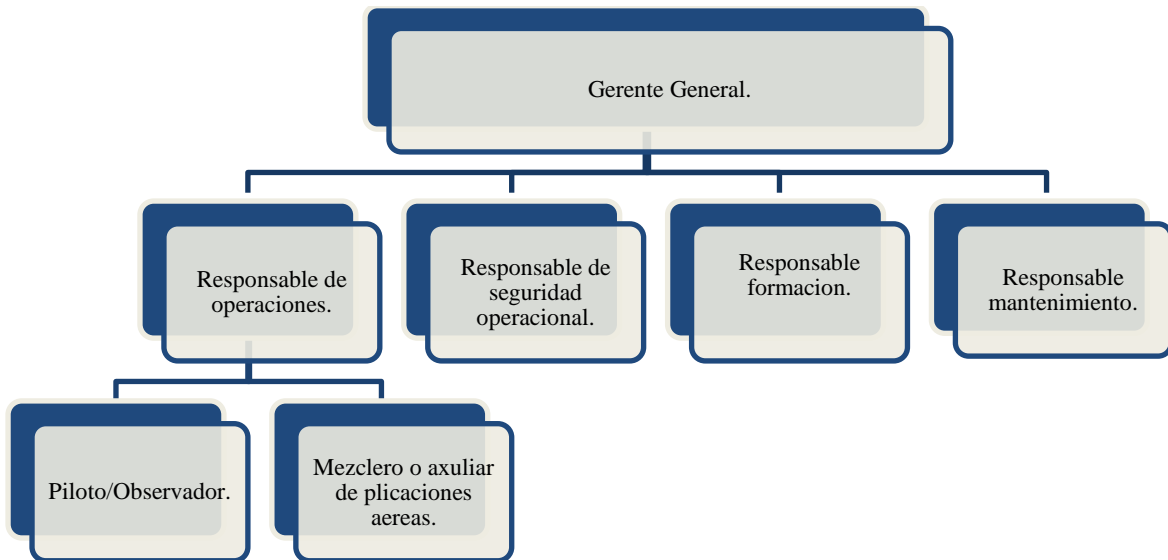 Gerente General.
Responsable de
operaciones.
Responsable de
seguridad
operacional.
Responsable
formacion.
Responsable
mantenimiento.
Piloto/Observador.
Mezclero o axuliar
de plicaciones
aereas.